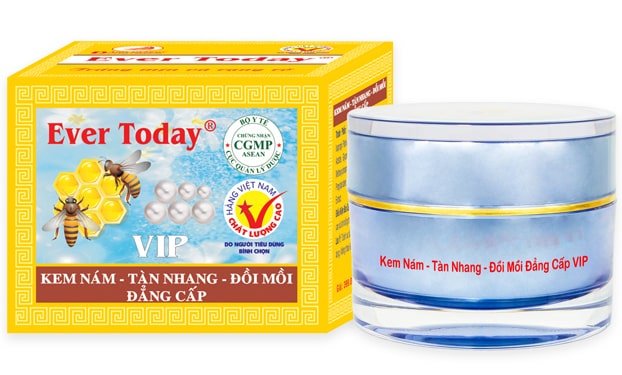 Ever Today
Ever Today®
VIP
BỘ Y TẾ
CHỨNG NHẬN
CGMP
ASEAN
CỤC QUẢN LÝ DƯỢC
HÀNG VIỆT NAM
CHẤT LƯỢNG CAO
DO NGƯỜI TIÊU DÙNG
BÌNH CHỌN
KEM NÁM - TÀN NHANG - ĐỒI MỒI
ĐẲNG CẤP
Kem Nám - Tàn Nhang - Đồi Mồi Đẳng Cấp VIP